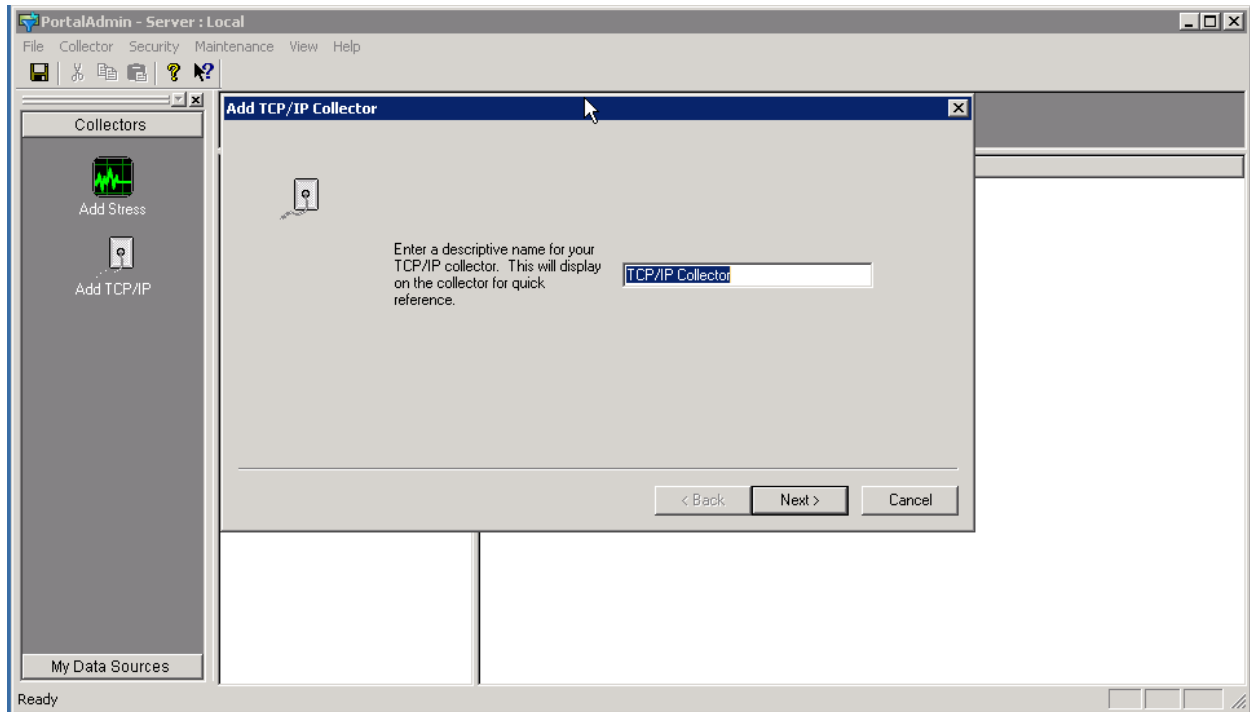 PortalAdmin - Server : Local
File Collector Security Maintenance View Help
Collectors
Add Stress
Add TCP/IP
Add TCP/IP Collector
Enter a descriptive name for your
TCP/IP collector. This will display
on the collector for quick
reference.
TCP/IP Collector
< Back
Next >
Cancel
My Data Sources
Ready